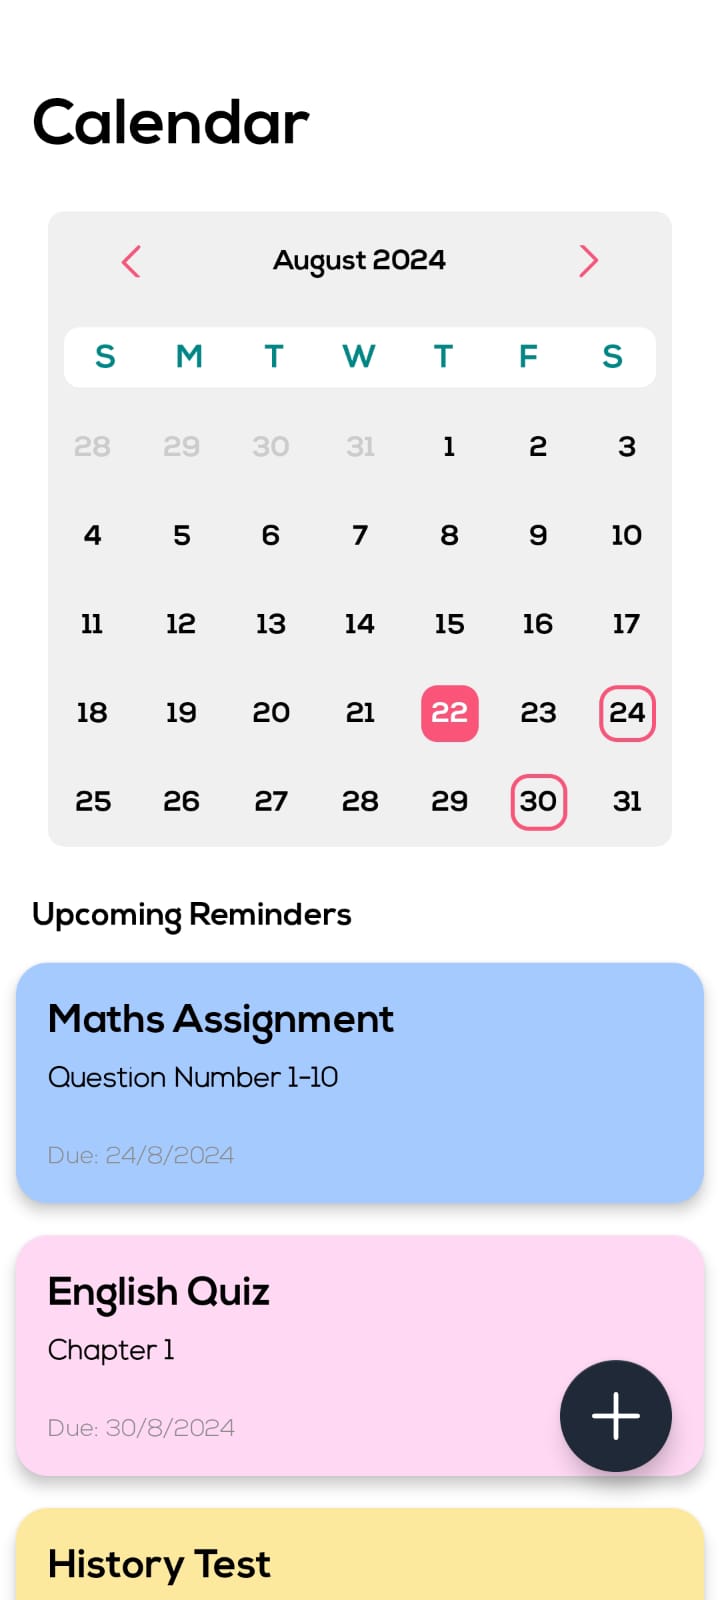 Calendar
August 2024
S M T W T F S
28 29 30 31 1 2 3
4 5 6 7 8 9 10
11 12 13 14 15 16 17
18 19 20 21 22 23 24
25 26 27 28 29 30 31
Upcoming Reminders
Maths Assignment
Question Number 1-10
Due: 24/8/2024
English Quiz
Chapter 1
Due: 30/8/2024
History Test